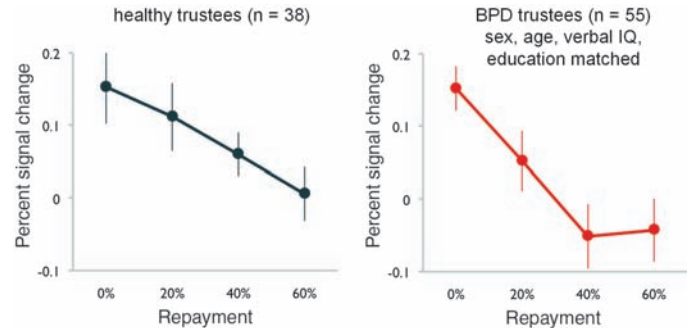 healthy trustees (n = 38)
Percent signal change
0.2
0.1
0
-0.1
0%
20%
40%
60%
Repayment
BPD trustees (n = 55)
sex, age, verbal IQ,
education matched
Percent signal change
0.2
0.1
0
-0.1
0%
20%
40%
60%
Repayment